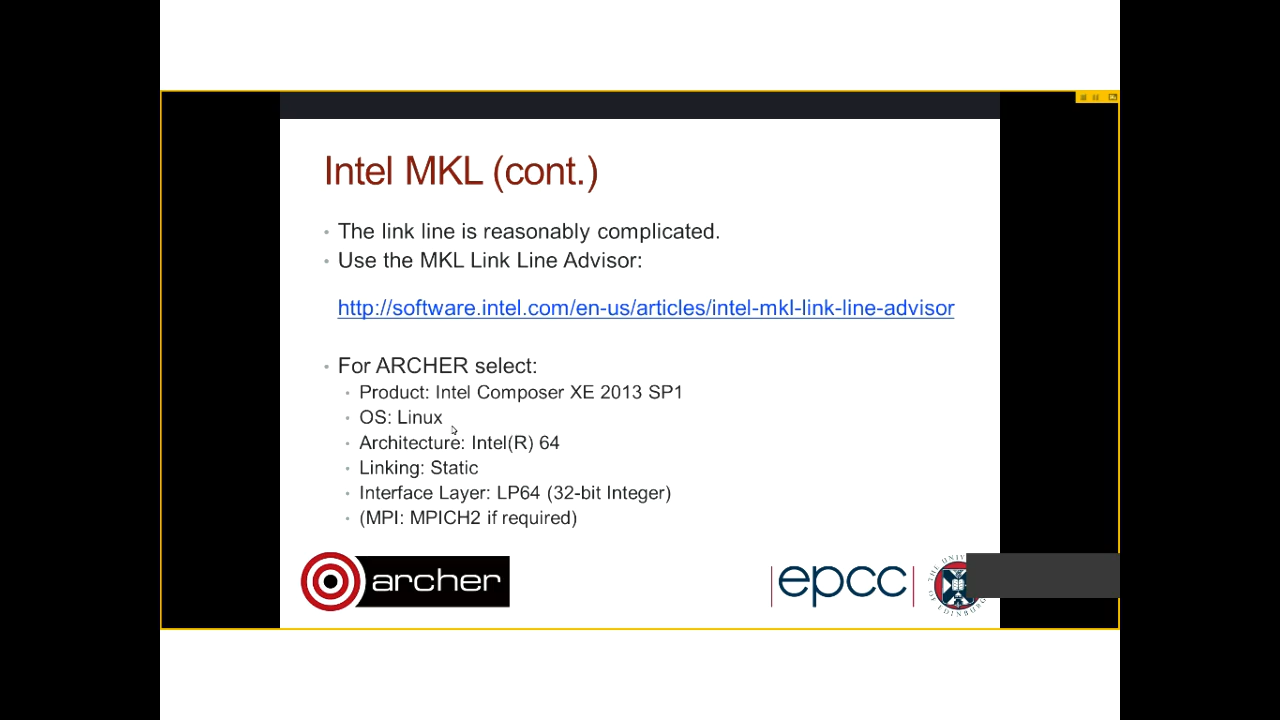 Intel MKL (cont.)
• The link line is reasonably complicated.
• Use the MKL Link Line Advisor:
http://software.intel.com/en-us/articles/intel-mkl-link-line-advisor
• For ARCHER select:
• Product: Intel Composer XE 2013 SP1
• OS: Linux
• Architecture: Intel(R) 64
• Linking: Static
• Interface Layer: LP64 (32-bit Integer)
• (MPI: MPICH2 if required)
archer
epcc